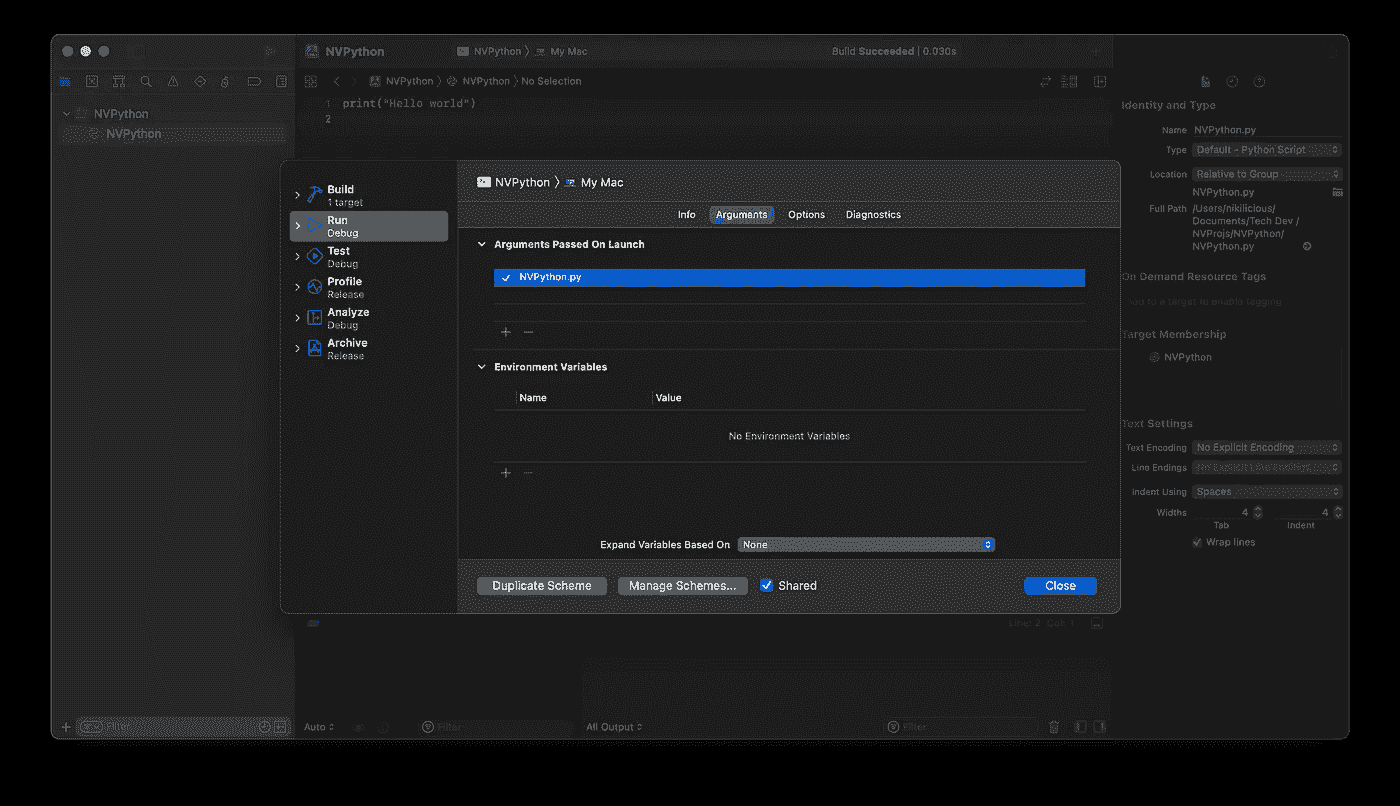 NVPython
NVPython 〉 My Mac
Build Succeeded | 0.030s
NVPython 〉 NVPython 〉 No Selection
NVPython
NVPython
1 print("Hello world")
2
Identity and Type
Name NVPython.py
Type Default - Python Script
Location Relative to Group
NVPython.py
Full Path /Users/nikilicious/
Documents/Tech Dev /
NVProjs/NVPython/
NVPython.py
On Demand Resource Tags
Add to a target to enable tagging
Target Membership
NVPython
Text Settings
Text Encoding No Explicit Encoding
Line Endings No Explicit Line Endings
Indent Using Spaces
Widths 4 4
Tab Indent
Wrap lines
Build
1 target
Run
Debug
Test
Debug
Profile
Release
Analyze
Debug
Archive
Release
NVPython 〉 My Mac
Info Arguments Options Diagnostics
Arguments Passed On Launch
NVPython.py
Environment Variables
Name Value
No Environment Variables
Expand Variables Based On None
Duplicate Scheme Manage Schemes... Shared Close
Line: 2 Col: 1
Filter
Auto
Filter
All Output
Filter